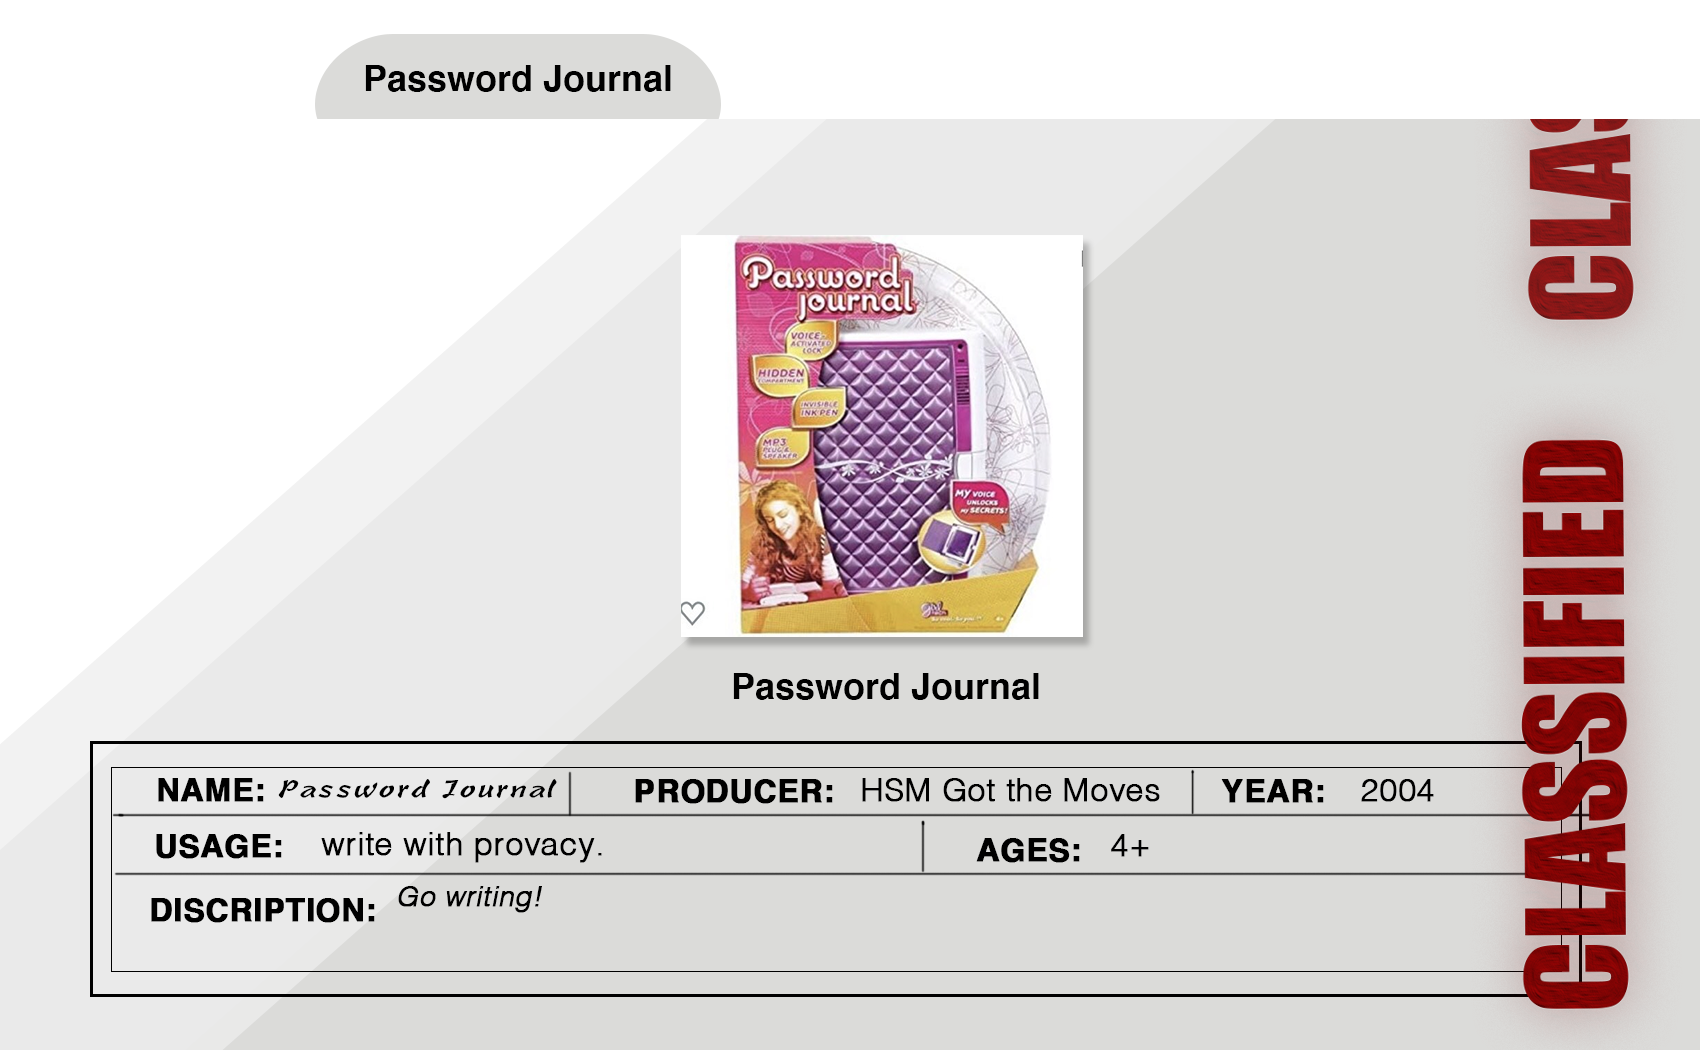 Password Journal
CLAS
Password
journal
VOICE-
ACTIVATED
LOCK
HIDDEN
COMPARTMENT
INVISIBLE
INK PEN
MP3
PLUG &
SPEAKER
MY VOICE
UNLOCKS
MY SECRETS!
4+
Password Journal
CLASSIFIED
NAME: Password Journal PRODUCER: HSM Got the Moves YEAR: 2004
USAGE: write with provacy. AGES: 4+
DISCRIPTION: Go writing!